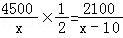 4500/x × 1/2 = 2100/(x−10)